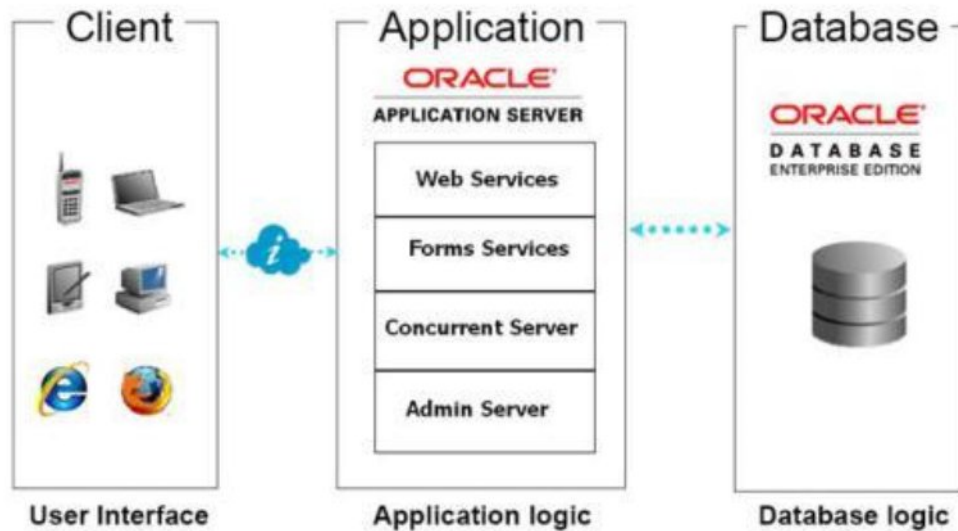 Client
Application
Database
ORACLE
APPLICATION SERVER
Web Services
Forms Services
Concurrent Server
Admin Server
ORACLE
DATABASE
ENTERPRISE EDITION
i
User Interface
Application logic
Database logic